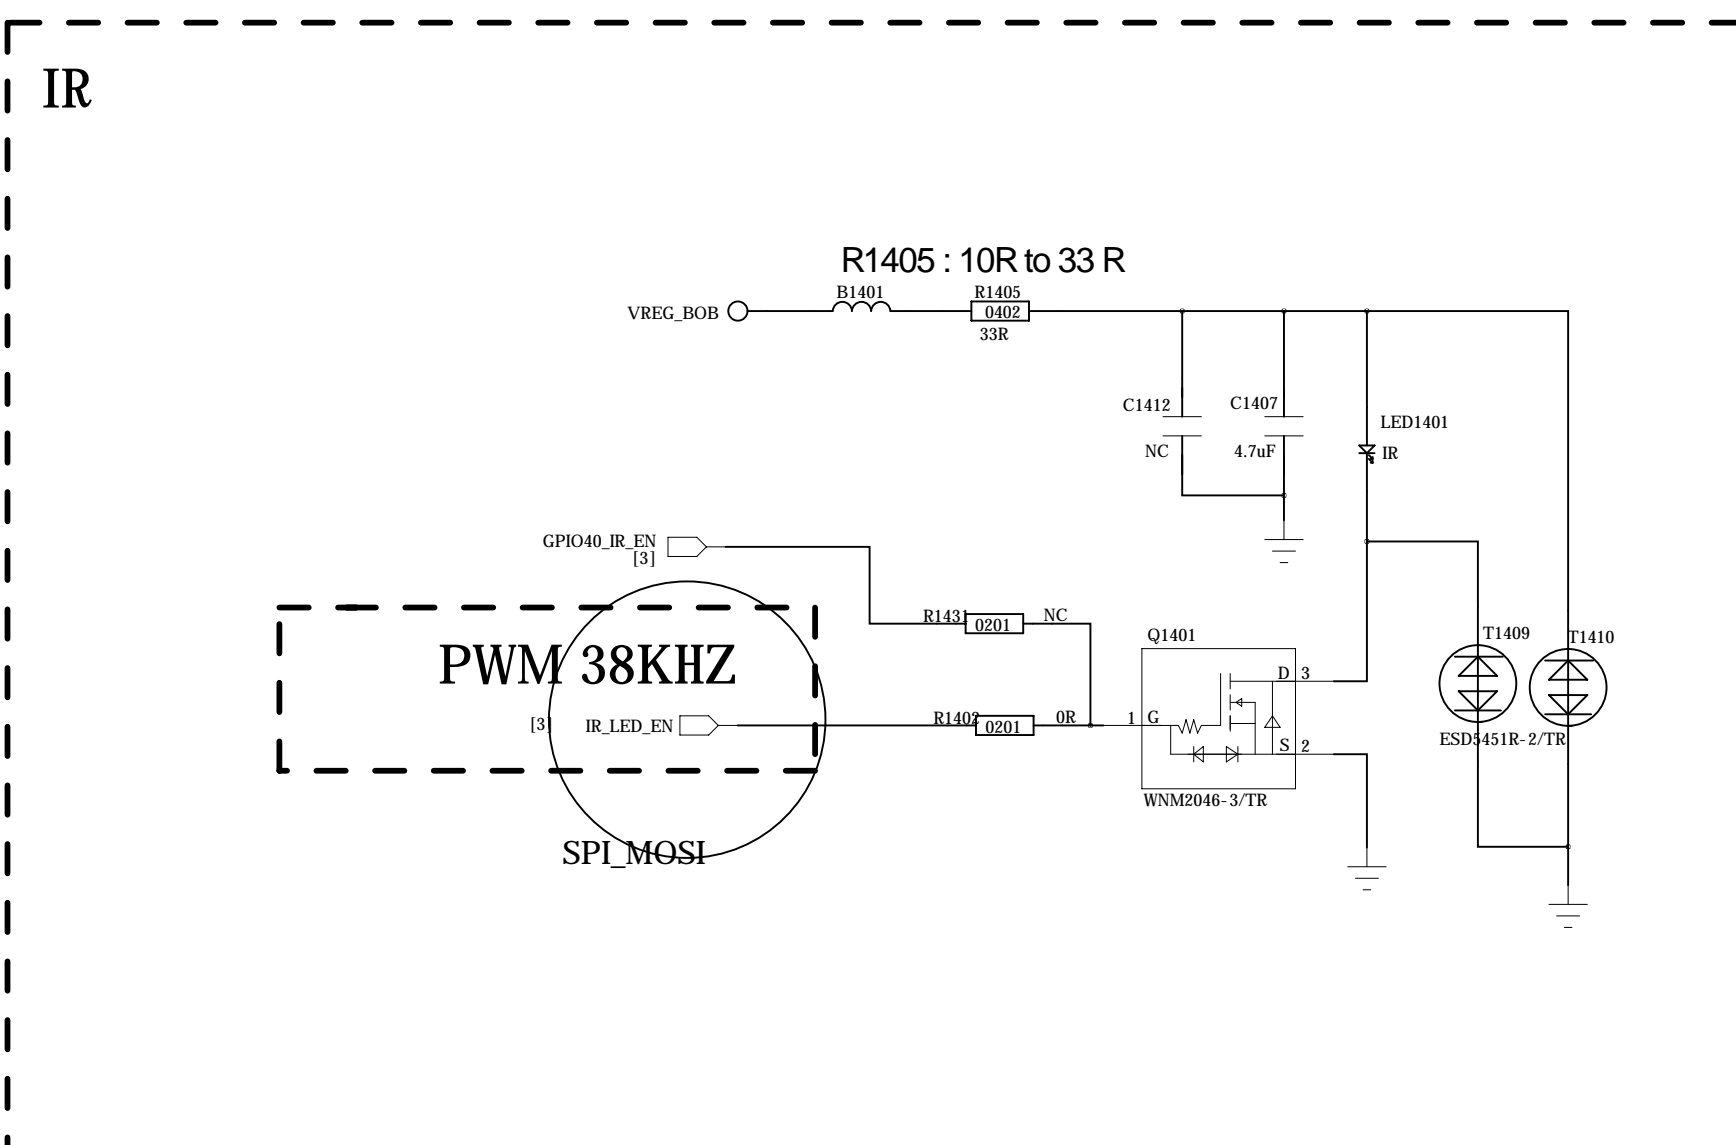 IR
R1405 : 10R to 33 R
B1401
R1405
VREG_BOB
0402
33R
C1412
C1407
NC
4.7uF
LED1401
IR
GPIO40_IR_EN
[3]
R1431
0201
NC
PWM 38KHZ
[3]
IR_LED_EN
R1402
0201
0R
SPI_MOSI
Q1401
1
G
D
3
S
2
WNM2046-3/TR
T1409
T1410
ESD5451R-2/TR